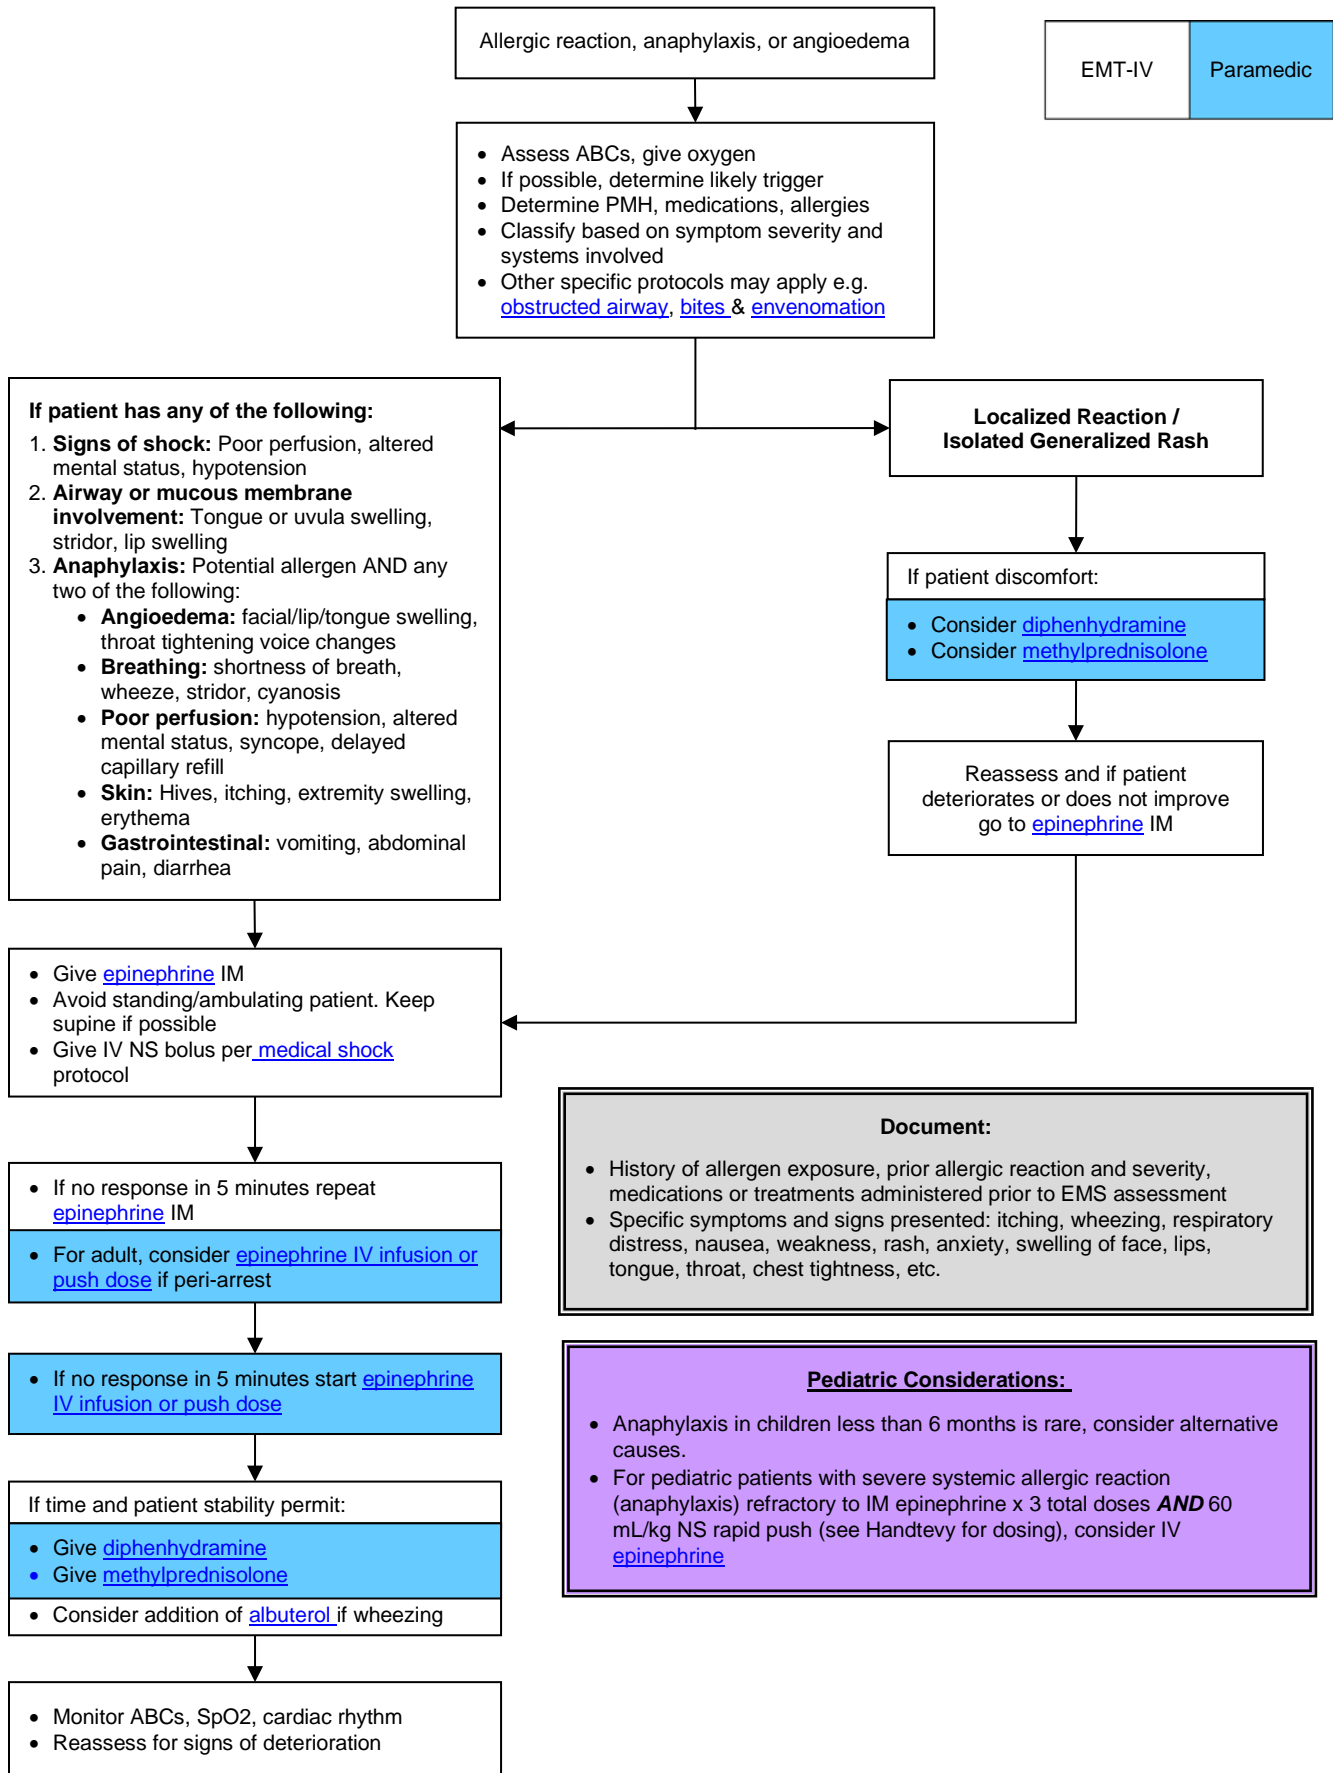 Allergic reaction, anaphylaxis, or angioedema
EMT-IV
Paramedic
• Assess ABCs, give oxygen
• If possible, determine likely trigger
• Determine PMH, medications, allergies
• Classify based on symptom severity and
systems involved
• Other specific protocols may apply e.g.
obstructed airway, bites & envenomation
If patient has any of the following:
1. Signs of shock: Poor perfusion, altered
mental status, hypotension
2. Airway or mucous membrane
involvement: Tongue or uvula swelling,
stridor, lip swelling
3. Anaphylaxis: Potential allergen AND any
two of the following:
• Angioedema: facial/lip/tongue swelling,
throat tightening voice changes
• Breathing: shortness of breath,
wheeze, stridor, cyanosis
• Poor perfusion: hypotension, altered
mental status, syncope, delayed
capillary refill
• Skin: Hives, itching, extremity swelling,
erythema
• Gastrointestinal: vomiting, abdominal
pain, diarrhea
Localized Reaction /
Isolated Generalized Rash
If patient discomfort:
• Consider diphenhydramine
• Consider methylprednisolone
Reassess and if patient
deteriorates or does not improve
go to epinephrine IM
• Give epinephrine IM
• Avoid standing/ambulating patient. Keep
supine if possible
• Give IV NS bolus per medical shock
protocol
• If no response in 5 minutes repeat
epinephrine IM
• For adult, consider epinephrine IV infusion or
push dose if peri-arrest
• If no response in 5 minutes start epinephrine
IV infusion or push dose
If time and patient stability permit:
• Give diphenhydramine
• Give methylprednisolone
• Consider addition of albuterol if wheezing
• Monitor ABCs, SpO2, cardiac rhythm
• Reassess for signs of deterioration
Document:
• History of allergen exposure, prior allergic reaction and severity,
medications or treatments administered prior to EMS assessment
• Specific symptoms and signs presented: itching, wheezing, respiratory
distress, nausea, weakness, rash, anxiety, swelling of face, lips,
tongue, throat, chest tightness, etc.
Pediatric Considerations:
• Anaphylaxis in children less than 6 months is rare, consider alternative
causes.
• For pediatric patients with severe systemic allergic reaction
(anaphylaxis) refractory to IM epinephrine x 3 total doses AND 60
mL/kg NS rapid push (see Handtevy for dosing), consider IV
epinephrine